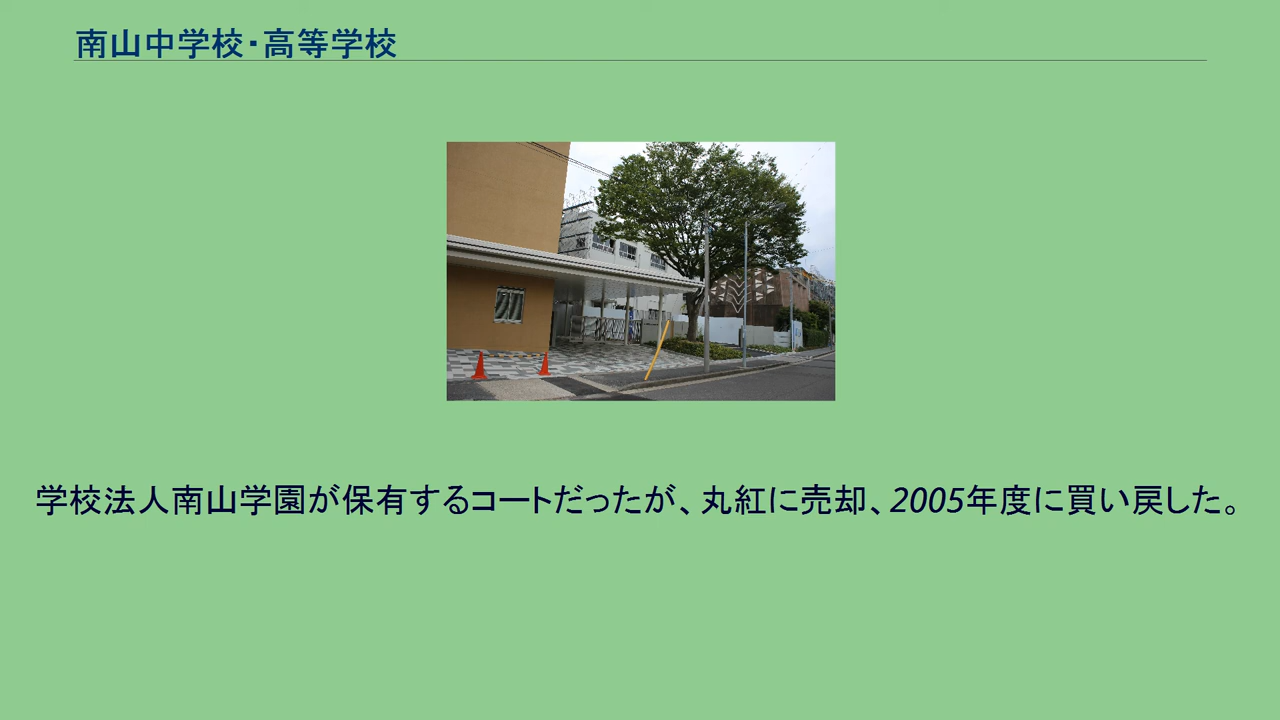 南山中学校・高等学校
学校法人南山学園が保有するコートだったが、丸紅に売却、2005年度に買い戻した。